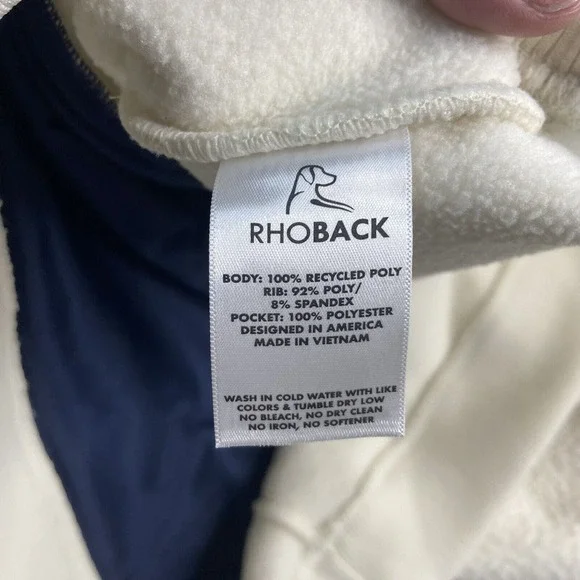 RHOBACK
BODY: 100% RECYCLED POLY
RIB: 92% POLY/
8% SPANDEX
POCKET: 100% POLYESTER
DESIGNED IN AMERICA
MADE IN VIETNAM
WASH IN COLD WATER WITH LIKE
COLORS & TUMBLE DRY LOW
NO BLEACH, NO DRY CLEAN
NO IRON, NO SOFTENER